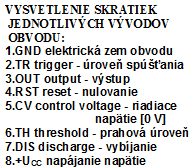 VYSVETLENIE SKRATIEK
JEDNOTLIVÝCH VÝVODOV
OBVODU:
1.GND elektrická zem obvodu
2.TR trigger - úroveň spúšťania
3.OUT output - výstup
4.RST reset - nulovanie
5.CV control voltage - riadiace
napätie [0 V]
6.TH threshold - prahová úroveň
7.DIS discharge - vybíjanie
8.+UCC napájanie napätie